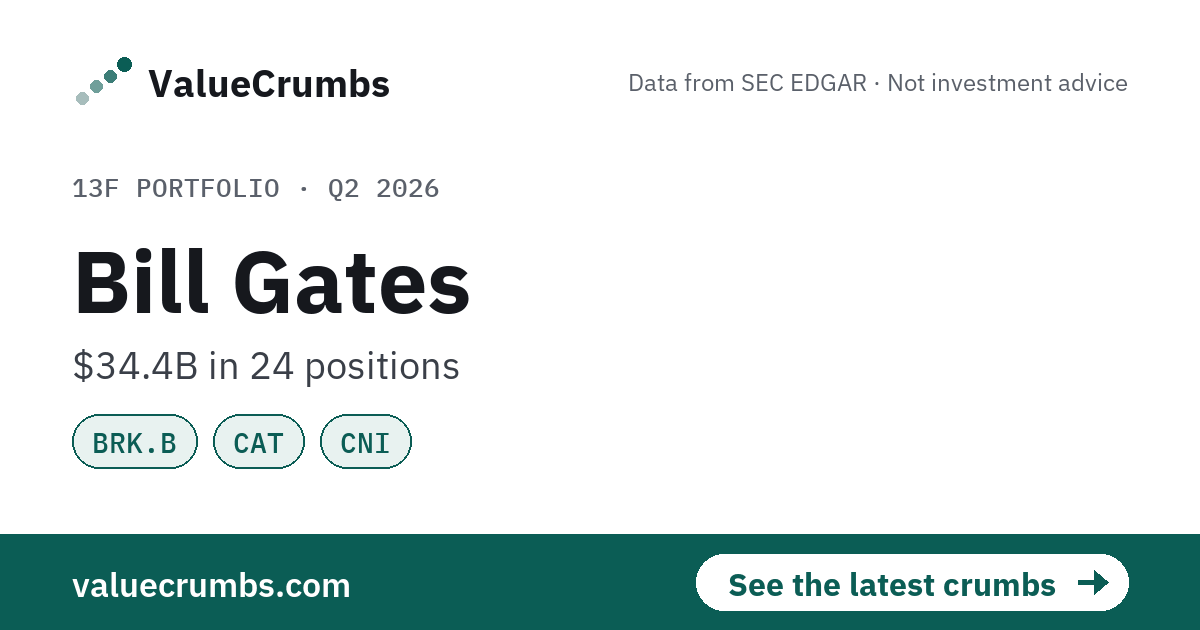 ValueCrumbs
Data from SEC EDGAR · Not investment advice
13F PORTFOLIO · Q2 2026
Bill Gates
$34.4B in 24 positions
BRK.B CAT CNI
valuecrumbs.com
See the latest crumbs →